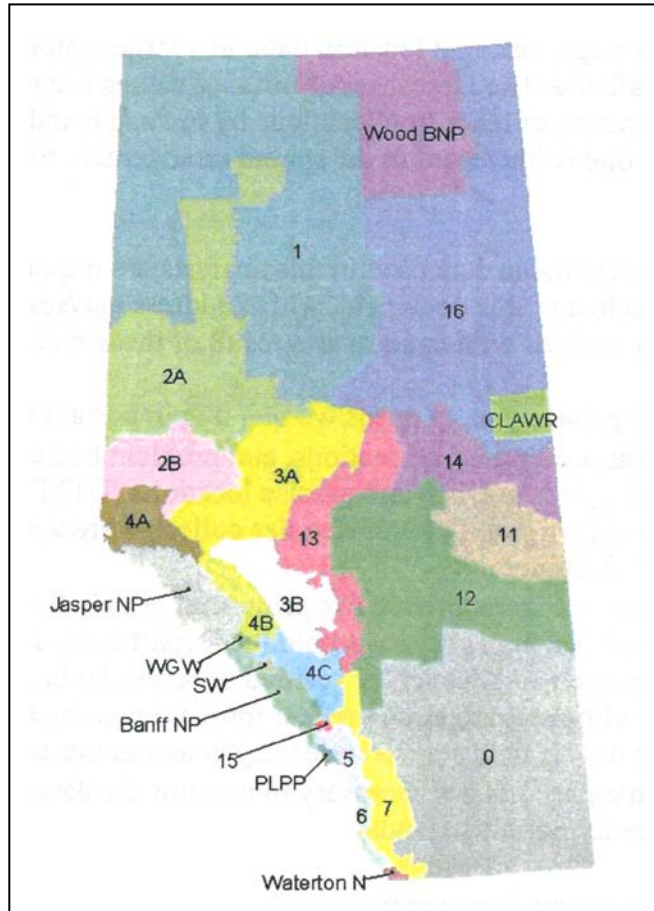 Wood BNP
1
16
2A
CLAWR
2B
3A
14
4A
13
11
Jasper NP
3B
12
4B
WGW
4C
SW
Banff NP
15
5
0
PLPP
6
7
Waterton N